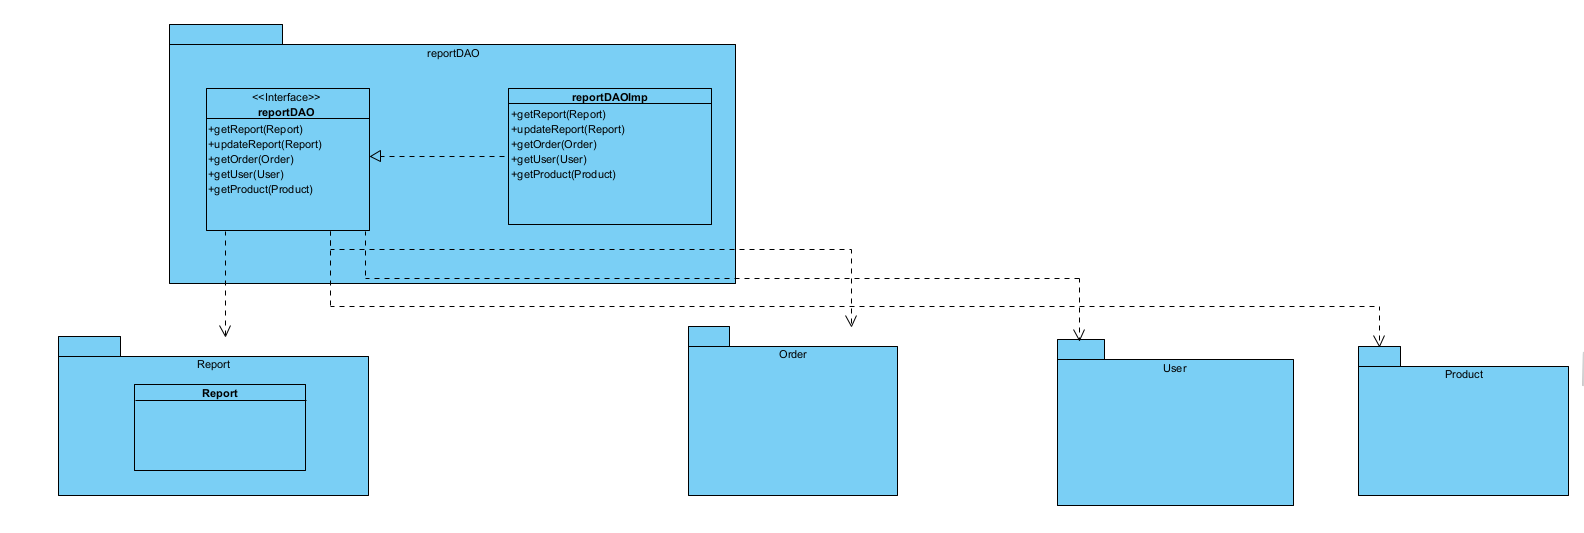 reportDAO
<<Interface>>
reportDAO
+getReport(Report)
+updateReport(Report)
+getOrder(Order)
+getUser(User)
+getProduct(Product)
reportDAOImp
+getReport(Report)
+updateReport(Report)
+getOrder(Order)
+getUser(User)
+getProduct(Product)
Report
Report
Order
User
Product